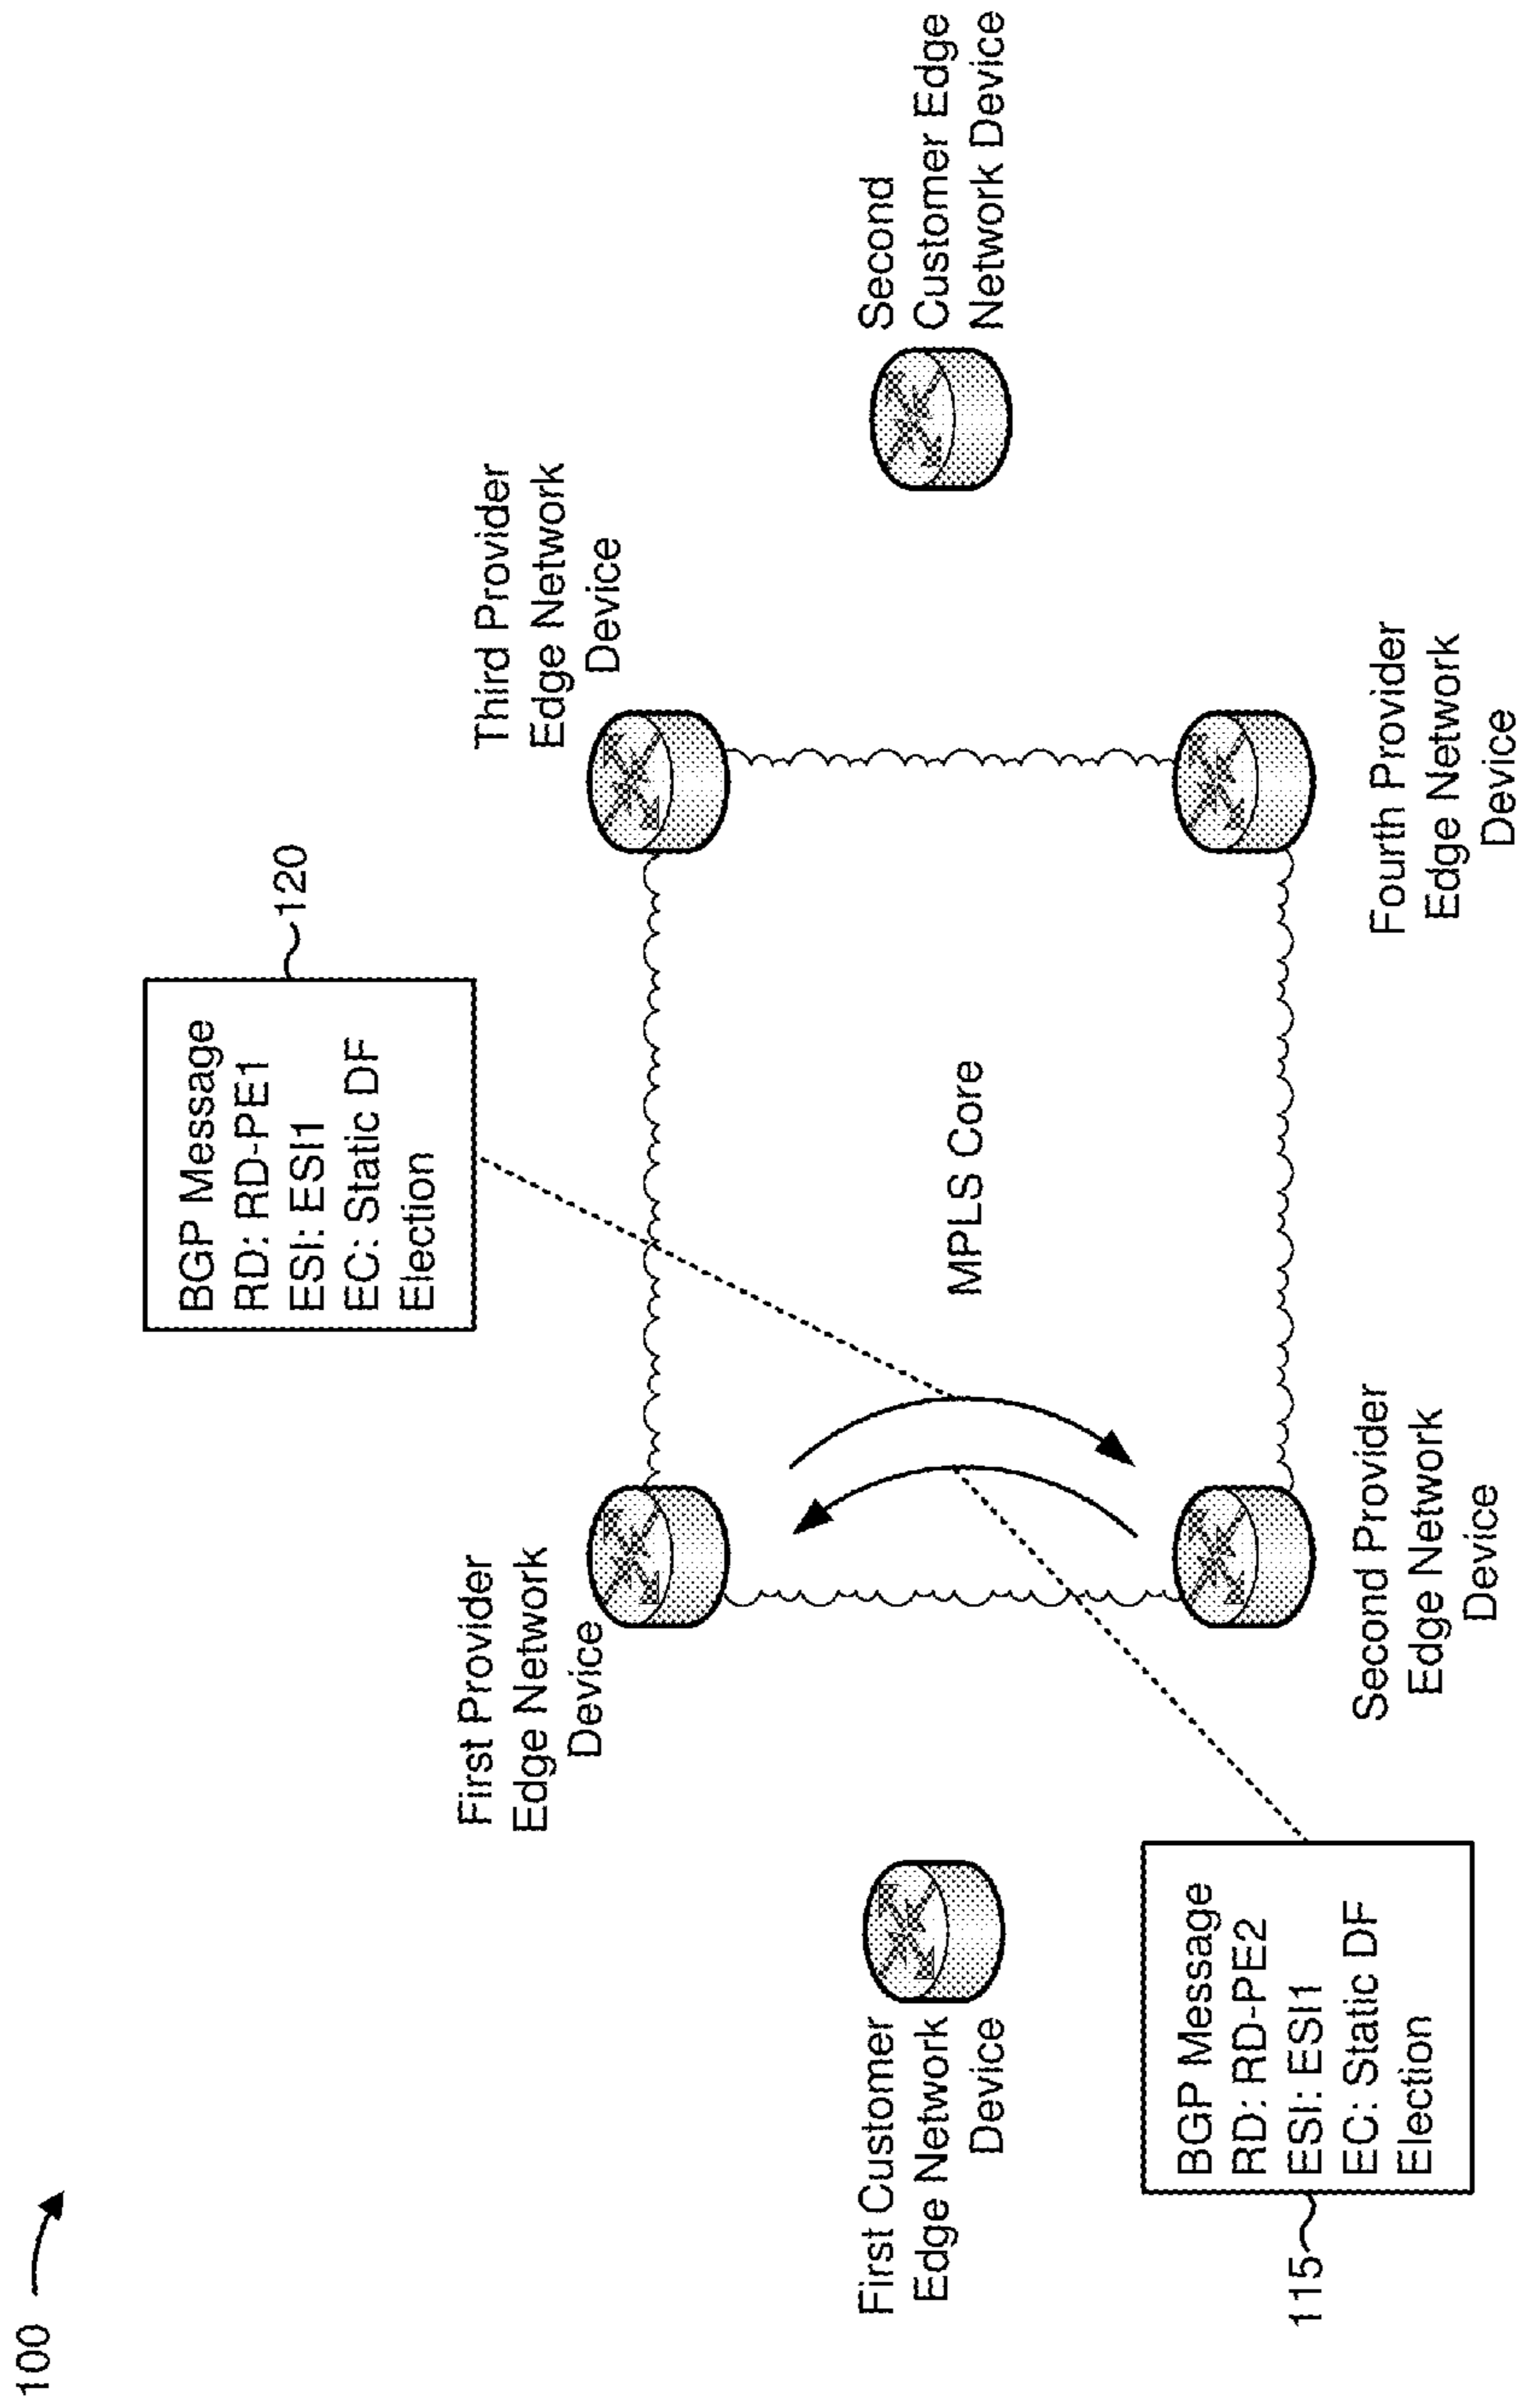 100
BGP Message
RD: RD-PE1
ESI: ESI1
EC: Static DF
Election
120
First Provider
Edge Network
Device
Third Provider
Edge Network
Device
First Customer
Edge Network
Device
MPLS Core
Second
Customer Edge
Network Device
115
BGP Message
RD: RD-PE2
ESI: ESI1
EC: Static DF
Election
Second Provider
Edge Network
Device
Fourth Provider
Edge Network
Device